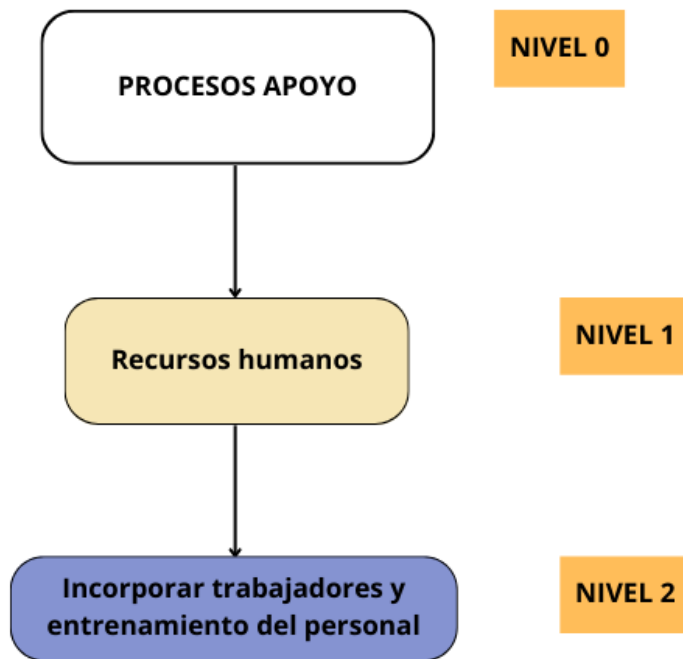 PROCESOS APOYO
NIVEL 0
Recursos humanos
NIVEL 1
Incorporar trabajadores y
entrenamiento del personal
NIVEL 2